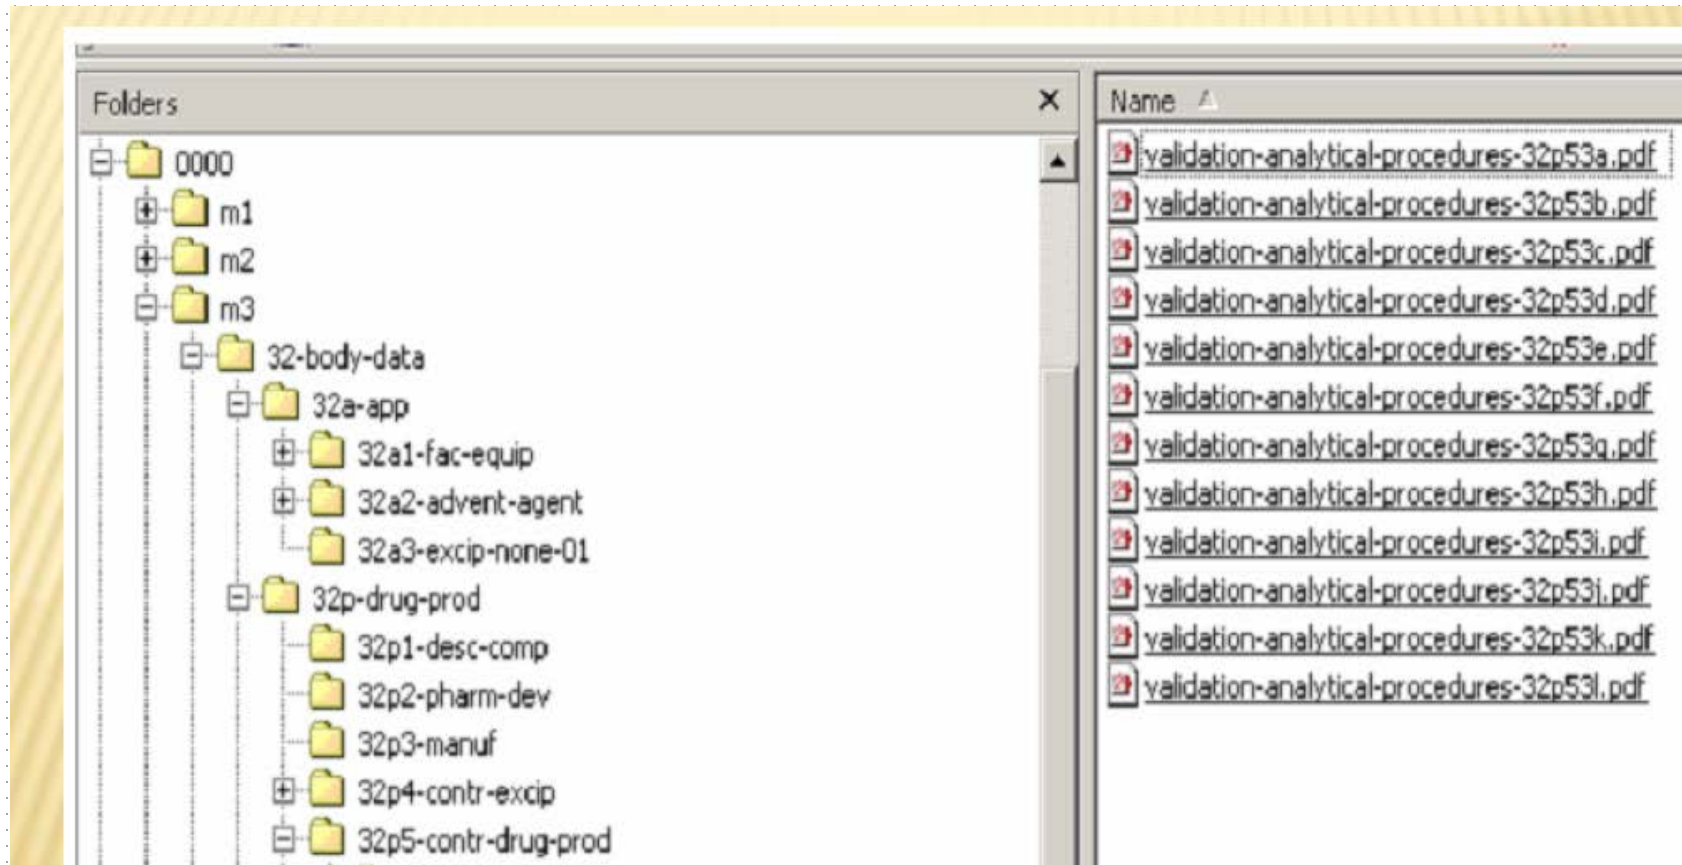 Folders
0000
m1
m2
m3
32-body-data
32a-app
32a1-fac-equip
32a2-advent-agent
32a3-excip-none-01
32p-drug-prod
32p1-desc-comp
32p2-pharm-dev
32p3-manuf
32p4-contr-excip
32p5-contr-drug-prod
Name
validation-analytical-procedures-32p53a.pdf
validation-analytical-procedures-32p53b.pdf
validation-analytical-procedures-32p53c.pdf
validation-analytical-procedures-32p53d.pdf
validation-analytical-procedures-32p53e.pdf
validation-analytical-procedures-32p53f.pdf
validation-analytical-procedures-32p53g.pdf
validation-analytical-procedures-32p53h.pdf
validation-analytical-procedures-32p53i.pdf
validation-analytical-procedures-32p53j.pdf
validation-analytical-procedures-32p53k.pdf
validation-analytical-procedures-32p53l.pdf